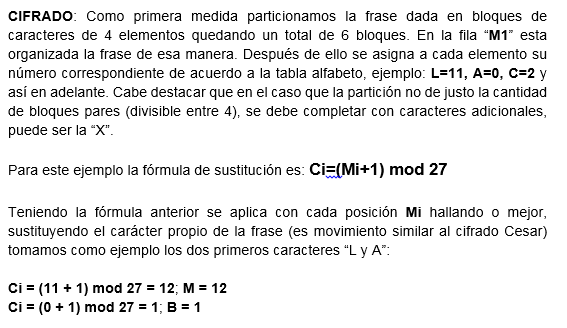 CIFRADO: Como primera medida particionamos la frase dada en bloques de
caracteres de 4 elementos quedando un total de 6 bloques. En la fila “M1” esta
organizada la frase de esa manera. Después de ello se asigna a cada elemento su
número correspondiente de acuerdo a la tabla alfabeto, ejemplo: L=11, A=0, C=2 y
así en adelante. Cabe destacar que en el caso que la partición no de justo la cantidad
de bloques pares (divisible entre 4), se debe completar con caracteres adicionales,
puede ser la “X”.
Para este ejemplo la fórmula de sustitución es: Ci=(Mi+1) mod 27
Teniendo la fórmula anterior se aplica con cada posición Mi hallando o mejor,
sustituyendo el carácter propio de la frase (es movimiento similar al cifrado Cesar)
tomamos como ejemplo los dos primeros caracteres “L y A”:
Ci = (11 + 1) mod 27 = 12; M = 12
Ci = (0 + 1) mod 27 = 1; B = 1